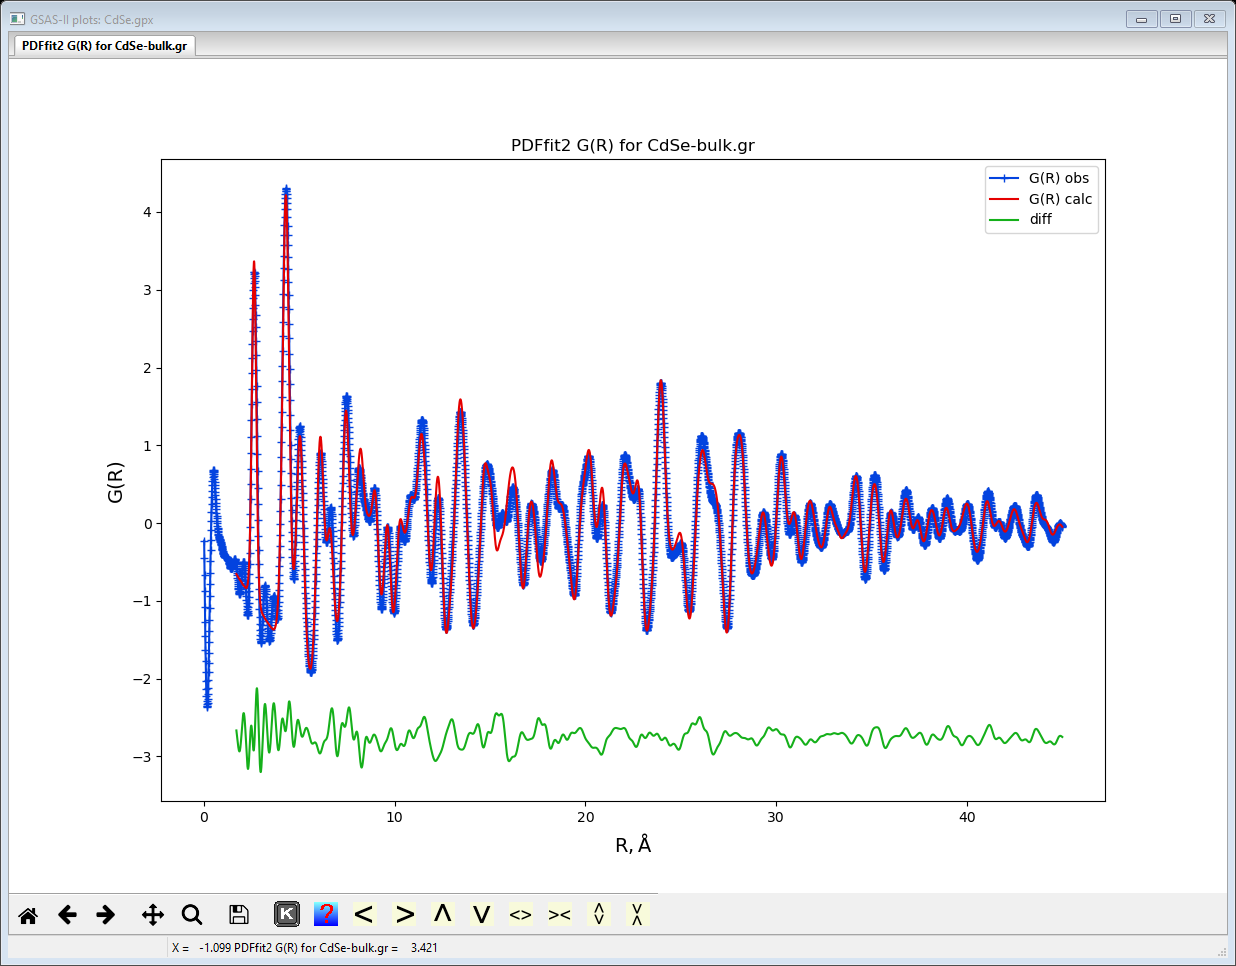 GSAS-II plots: CdSe.gpx
PDFfit2 G(R) for CdSe-bulk.gr
PDFfit2 G(R) for CdSe-bulk.gr
G(R) obs
G(R) calc
diff
4
3
2
1
0
−1
−2
−3
G(R)
0 10 20 30 40
R, Å
K ? < > Λ V <> >< 
X = -1.099 PDFfit2 G(R) for CdSe-bulk.gr = 3.421